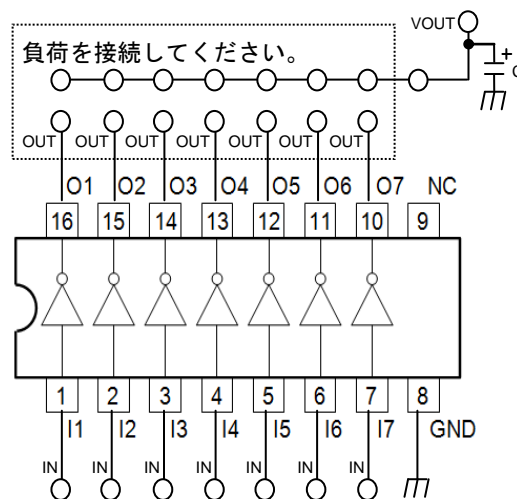 VOUT
負荷を接続してください。
+
C
OUT OUT OUT OUT OUT OUT OUT
O1 O2 O3 O4 O5 O6 O7 NC
16 15 14 13 12 11 10 9
1 2 3 4 5 6 7 8
I1 I2 I3 I4 I5 I6 I7 GND
IN IN IN IN IN IN IN